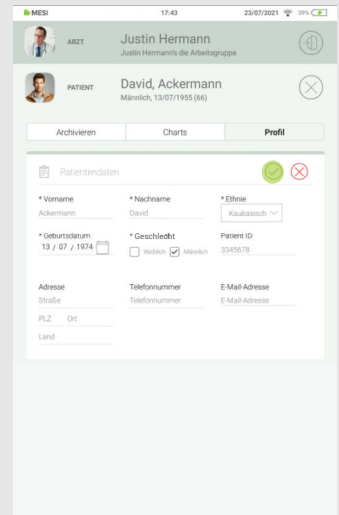 MESI 17:43 23/07/2021 39%
ARZT Justin Hermann
Justin Hermann's die Arbeitsgruppe
PATIENT David, Ackermann
Männlich, 13/07/1955 (66)
Archivieren Charts Profil
Patientendaten
* Vorname * Nachname * Ethnie
Ackermann David Kaukasisch
* Geburtsdatum * Geschlecht Patient ID
13 / 07 / 1974 Weiblich Männlich 3345678
Adresse Telefonnummer E-Mail-Adresse
Straße Telefonnummer E-Mail-Adresse
PLZ Ort
Land